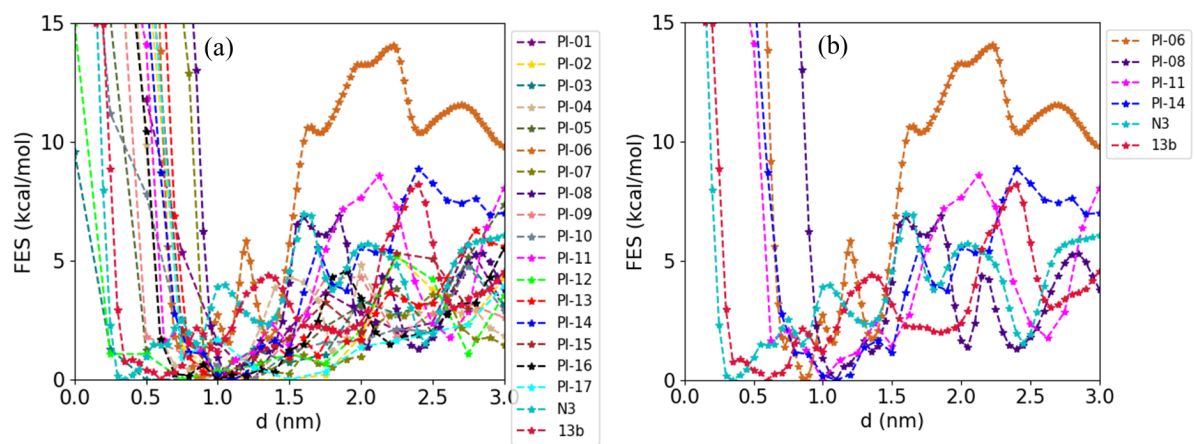 (a)
FES (kcal/mol)
15
10
5
0
0.0 0.5 1.0 1.5 2.0 2.5 3.0
d (nm)
PI-01
PI-02
PI-03
PI-04
PI-05
PI-06
PI-07
PI-08
PI-09
PI-10
PI-11
PI-12
PI-13
PI-14
PI-15
PI-16
PI-17
N3
13b
(b)
FES (kcal/mol)
15
10
5
0
0.0 0.5 1.0 1.5 2.0 2.5 3.0
d (nm)
PI-06
PI-08
PI-11
PI-14
N3
13b